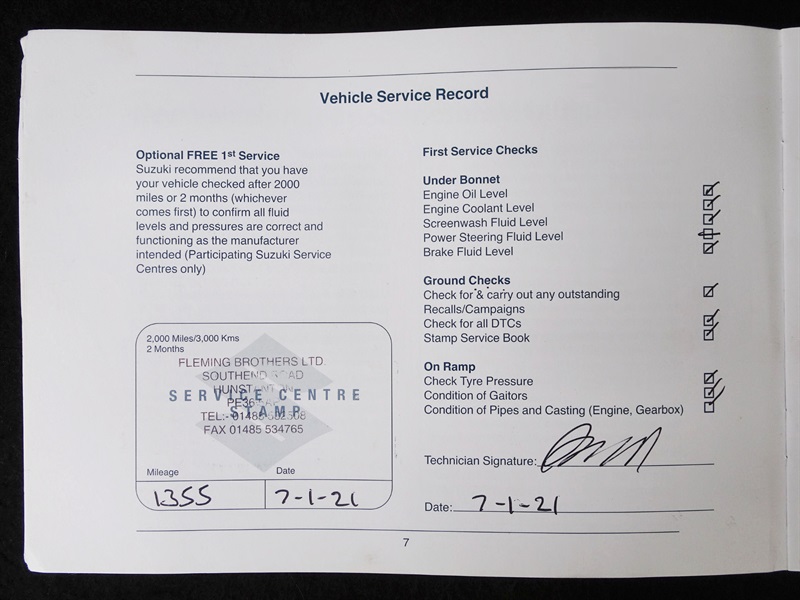 Vehicle Service Record
Optional FREE 1st Service
Suzuki recommend that you have
your vehicle checked after 2000
miles or 2 months (whichever
comes first) to confirm all fluid
levels and pressures are correct and
functioning as the manufacturer
intended (Participating Suzuki Service
Centres only)
2,000 Miles/3,000 Kms
2 Months
FLEMING BROTHERS LTD.
SOUTHEND ROAD
SERVICE CENTRE
STAMP
TEL:- 01485
FAX 01485 534765
Mileage Date
1355 7-1-21
First Service Checks
Under Bonnet
Engine Oil Level
Engine Coolant Level
Screenwash Fluid Level
Power Steering Fluid Level
Brake Fluid Level
Ground Checks
Check for & carry out any outstanding
Recalls/Campaigns
Check for all DTCs
Stamp Service Book
On Ramp
Check Tyre Pressure
Condition of Gaitors
Condition of Pipes and Casting (Engine, Gearbox)
Technician Signature:
Date: 7-1-21
7